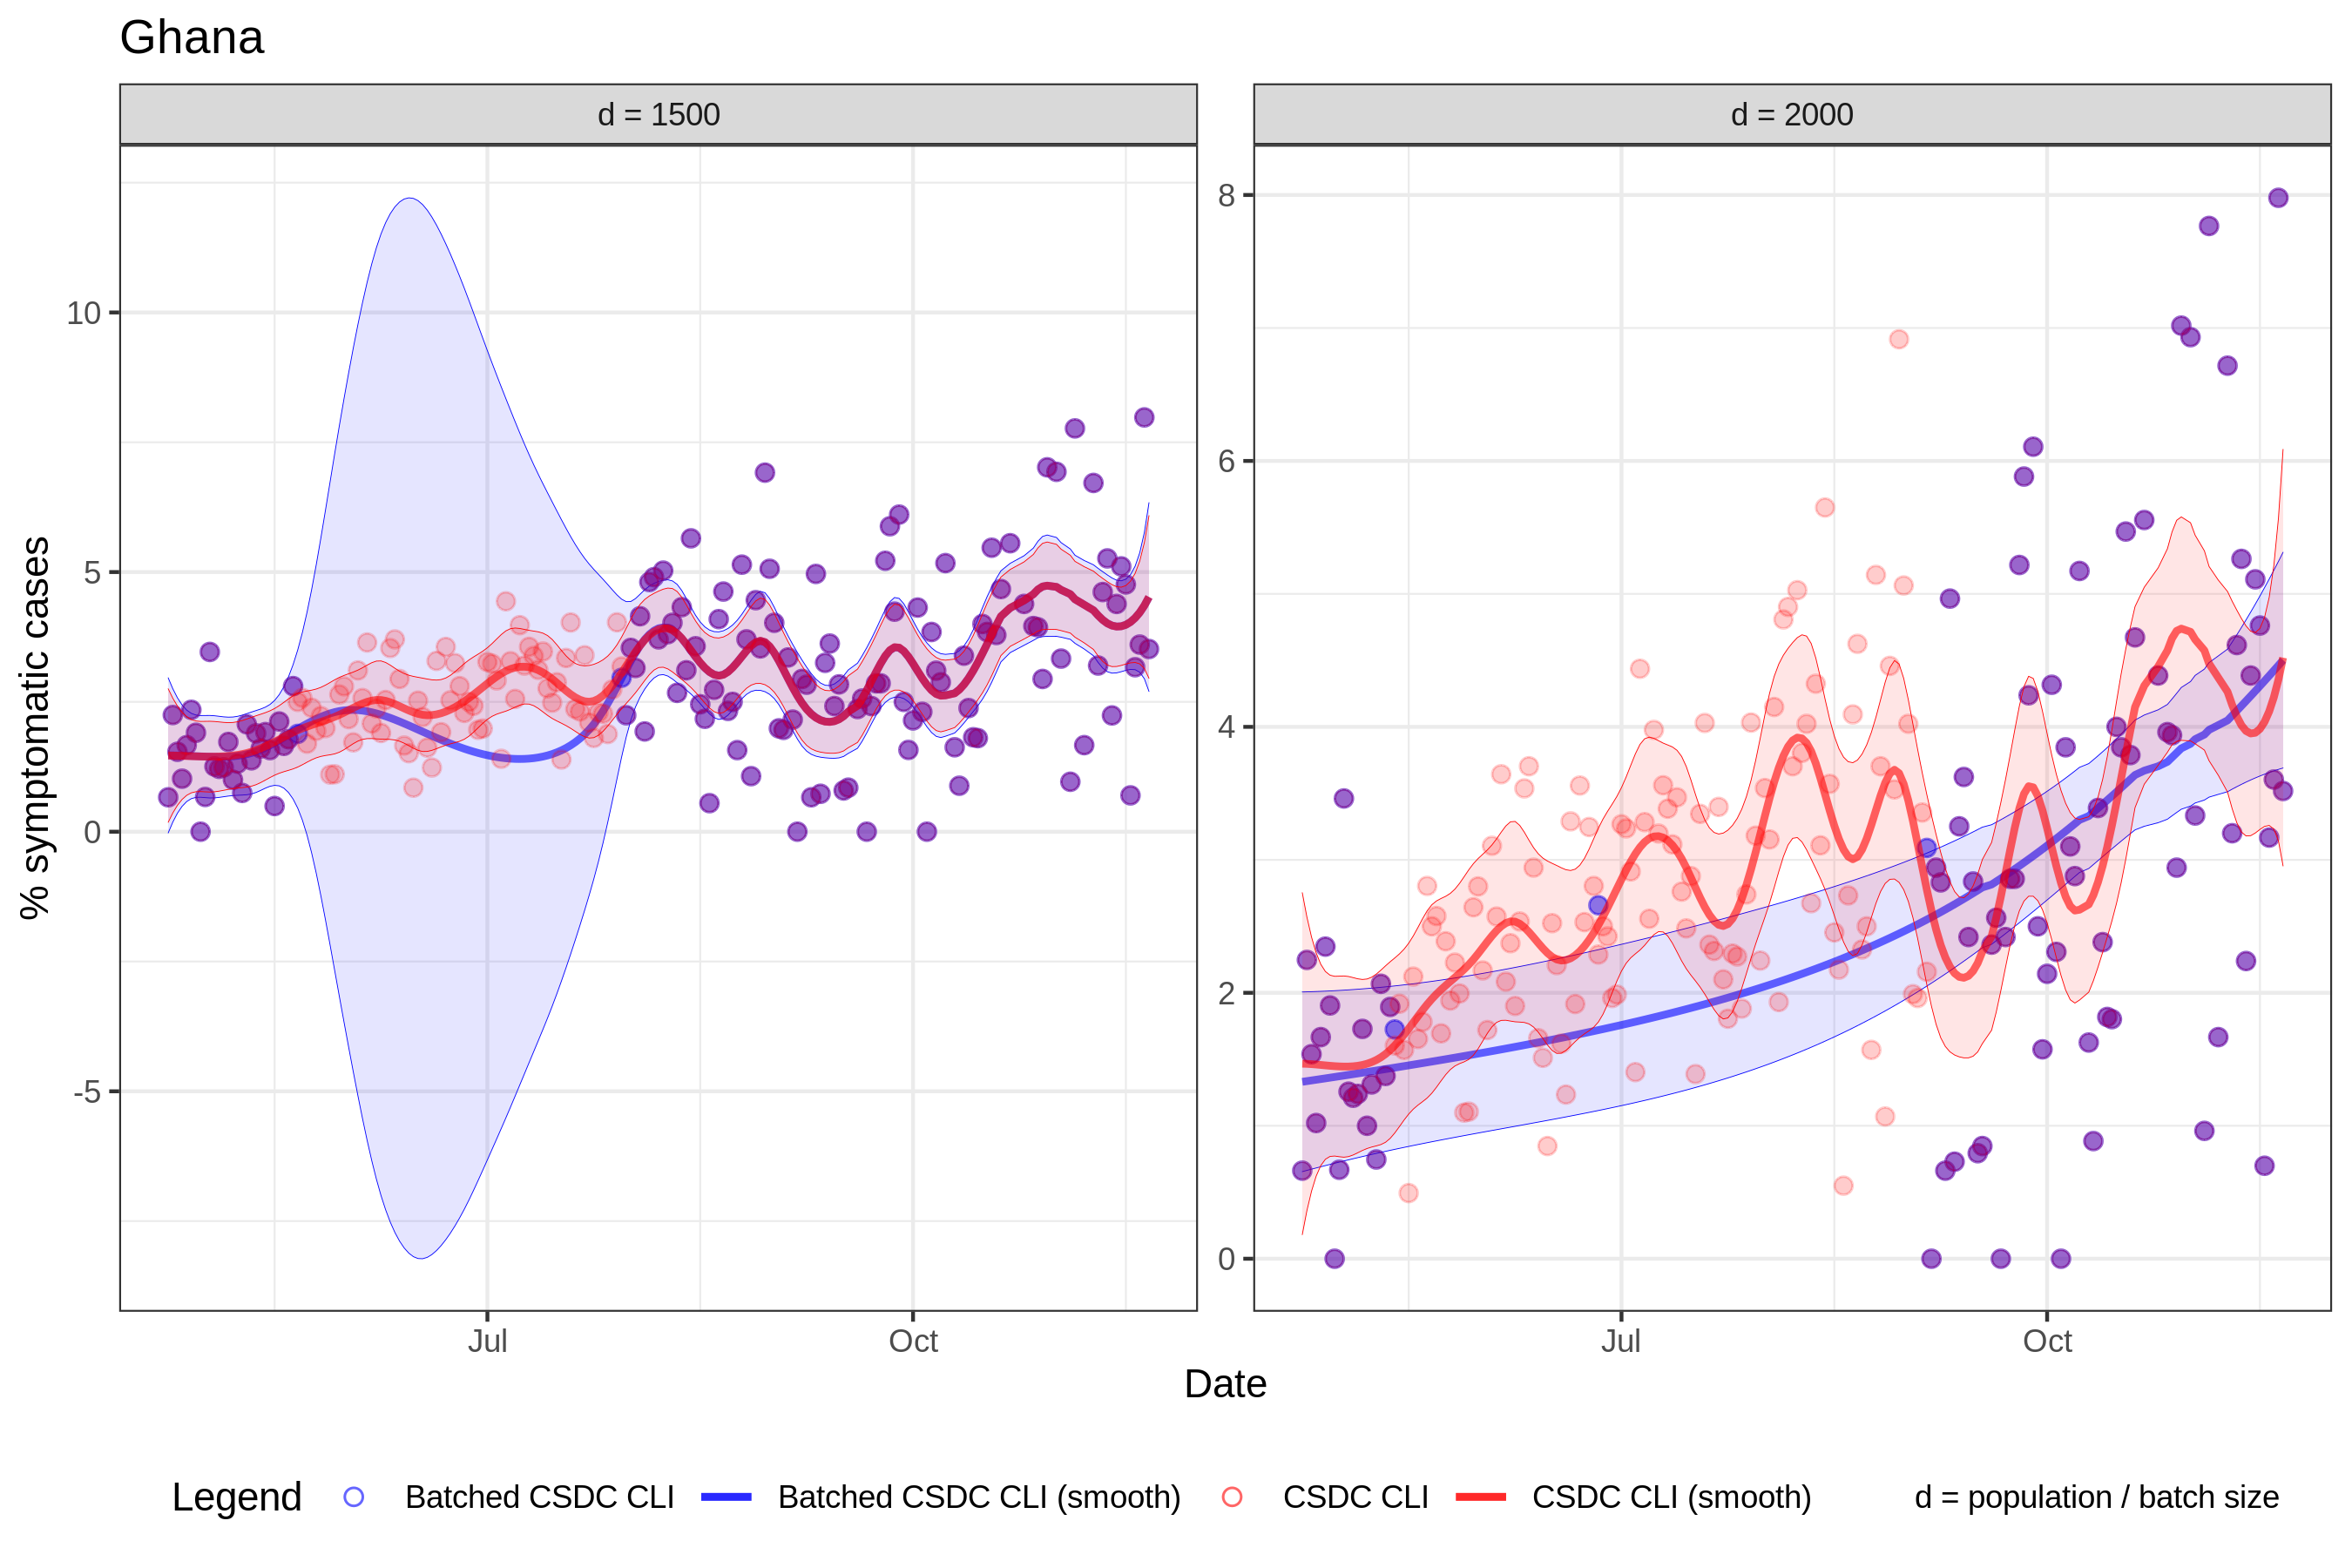 Ghana
d = 1500
d = 2000
% symptomatic cases
10
5
0
-5
8
6
4
2
0
Jul
Oct
Jul
Oct
Date
Legend
Batched CSDC CLI
Batched CSDC CLI (smooth)
CSDC CLI
CSDC CLI (smooth)
d = population / batch size